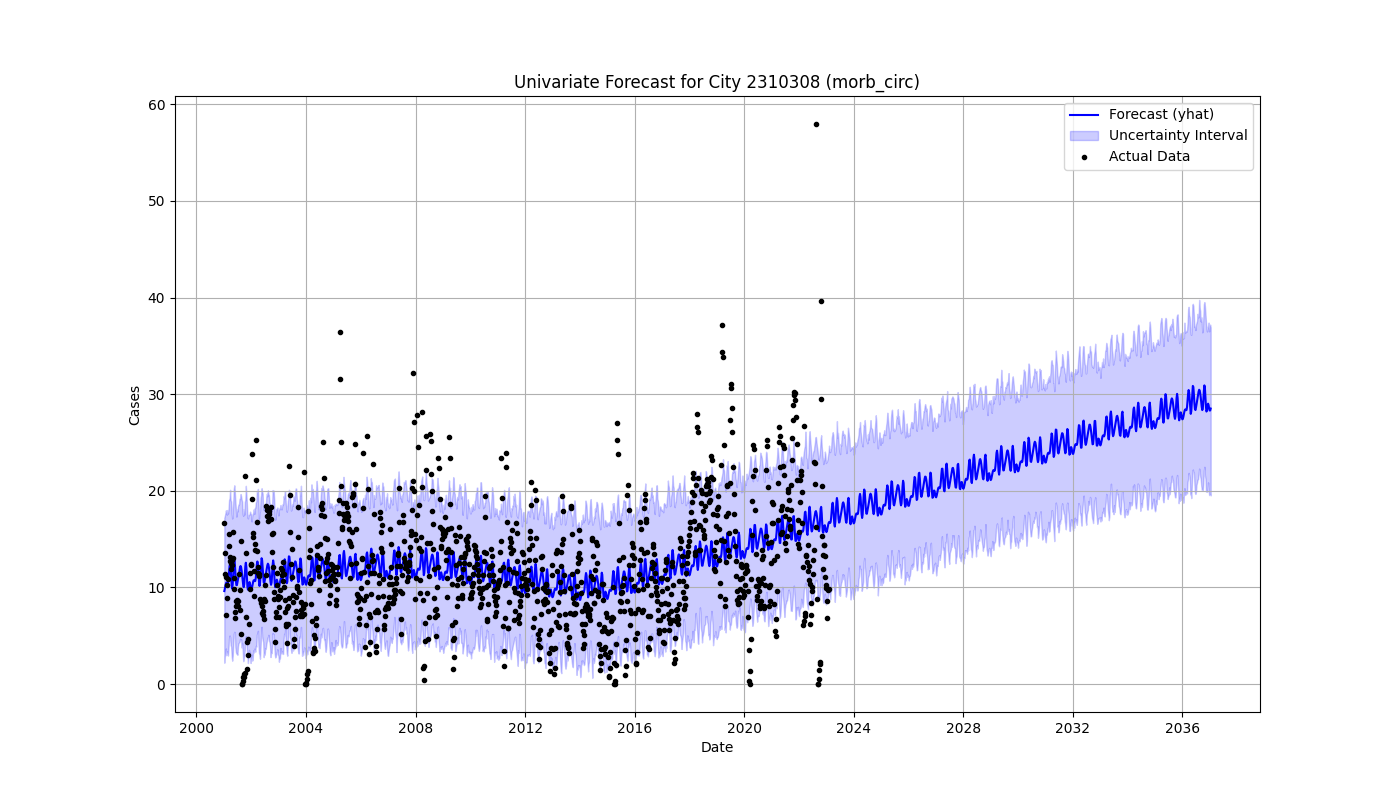 Univariate Forecast for City 2310308 (morb_circ)
Forecast (yhat)
Uncertainty Interval
Actual Data
60
50
40
30
20
10
0
Cases
2000 2004 2008 2012 2016 2020 2024 2028 2032 2036
Date